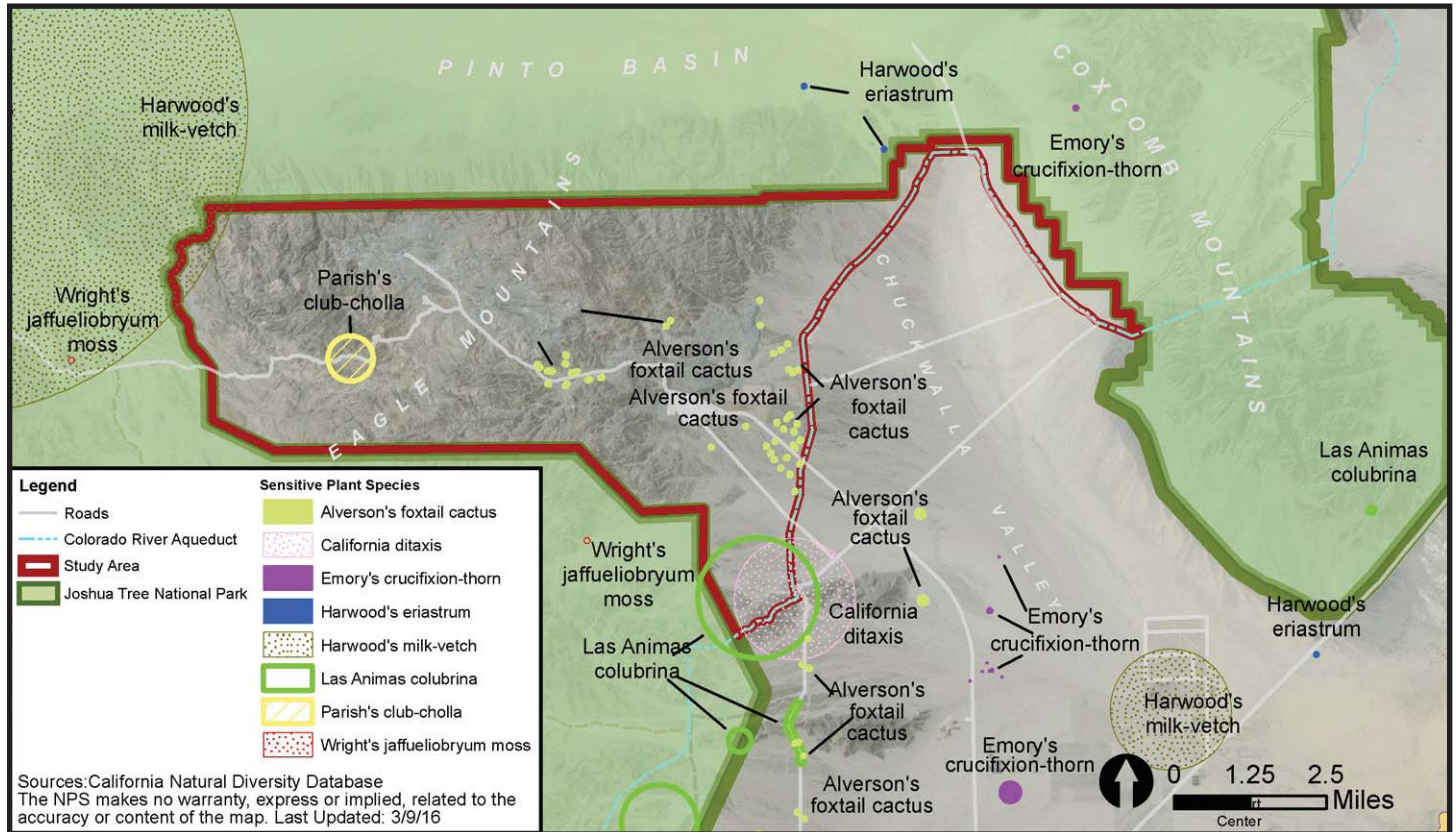 PINTO BASIN
COXCOMB MOUNTAINS
Harwood's
milk-vetch
Harwood's
eriastrum
Emory's
crucifixion-thorn
EAGLE MOUNTAINS
CHUCKWALLA VALLEY
Parish's
club-cholla
Wright's
jaffueliobryum
moss
Alverson's
foxtail cactus
Alverson's foxtail
cactus
Alverson's
foxtail
cactus
Las Animas
colubrina
Alverson's
foxtail
cactus
Wright's
jaffueliobryum
moss
California
ditaxis
Emory's
crucifixion-thorn
Harwood's
eriastrum
Las Animas
colubrina
Alverson's
foxtail
cactus
Harwood's
milk-vetch
Emory's
crucifixion-thorn
Alverson's
foxtail cactus
Legend
Roads
Colorado River Aqueduct
Study Area
Joshua Tree National Park
Sensitive Plant Species
Alverson's foxtail cactus
California ditaxis
Emory's crucifixion-thorn
Harwood's eriastrum
Harwood's milk-vetch
Las Animas colubrina
Parish's club-cholla
Wright's jaffueliobryum moss
Sources:California Natural Diversity Database
The NPS makes no warranty, express or implied, related to the
accuracy or content of the map. Last Updated: 3/9/16
0 1.25 2.5
Miles
Center